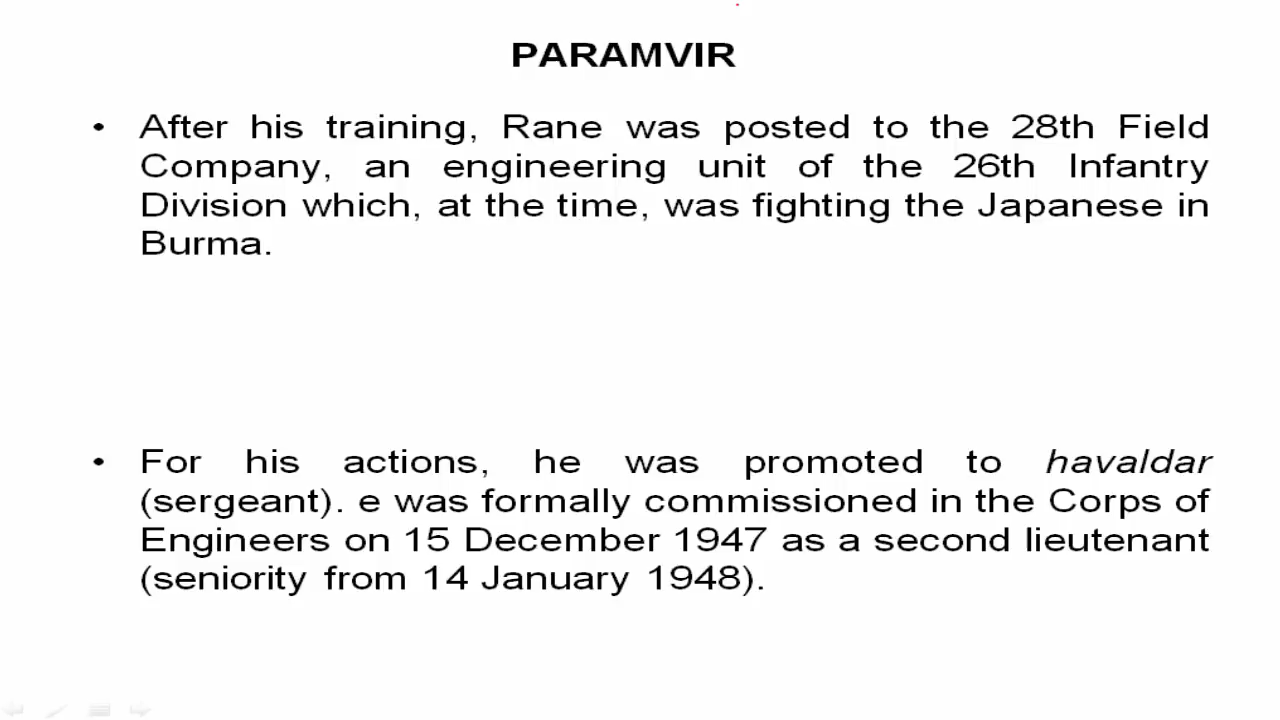 PARAMVIR
• After his training, Rane was posted to the 28th Field
Company, an engineering unit of the 26th Infantry
Division which, at the time, was fighting the Japanese in
Burma.
• For his actions, he was promoted to havaldar
(sergeant). e was formally commissioned in the Corps of
Engineers on 15 December 1947 as a second lieutenant
(seniority from 14 January 1948).